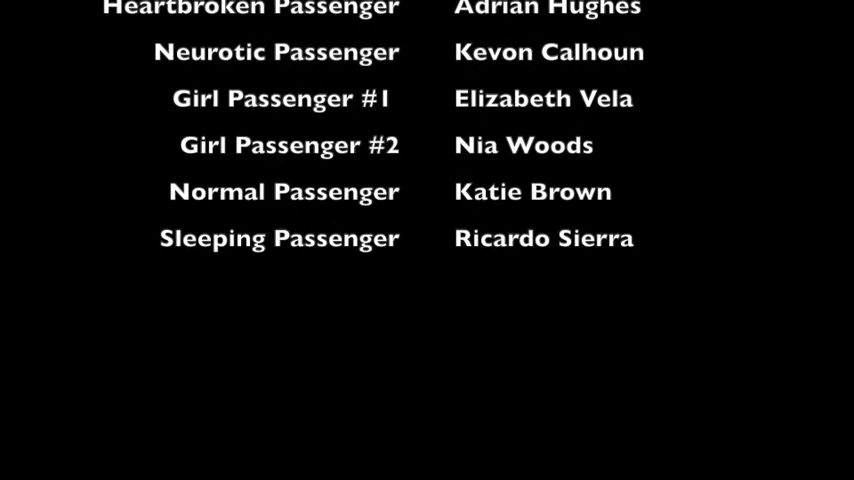 Heartbroken Passenger Adrian Hughes
Neurotic Passenger Kevon Calhoun
Girl Passenger #1 Elizabeth Vela
Girl Passenger #2 Nia Woods
Normal Passenger Katie Brown
Sleeping Passenger Ricardo Sierra